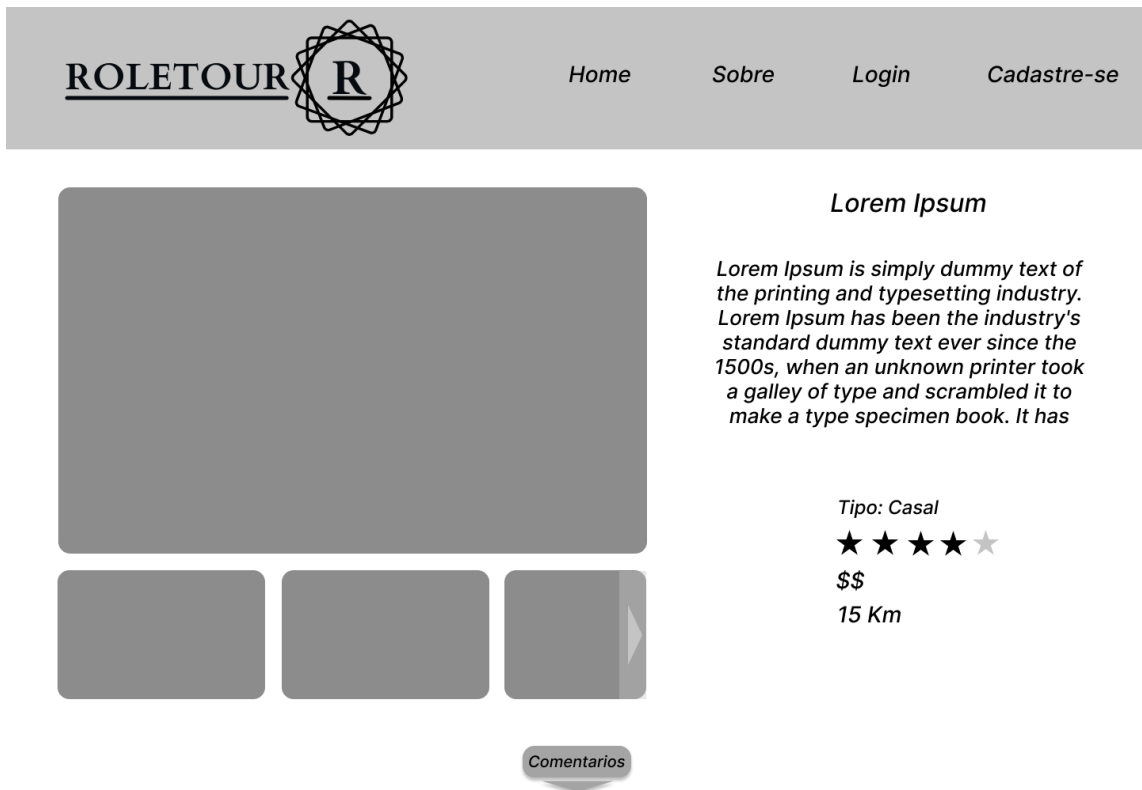 ROLETOUR R
Home Sobre Login Cadastre-se
Lorem Ipsum
Lorem Ipsum is simply dummy text of
the printing and typesetting industry.
Lorem Ipsum has been the industry's
standard dummy text ever since the
1500s, when an unknown printer took
a galley of type and scrambled it to
make a type specimen book. It has
Tipo: Casal
$$
15 Km
Comentarios